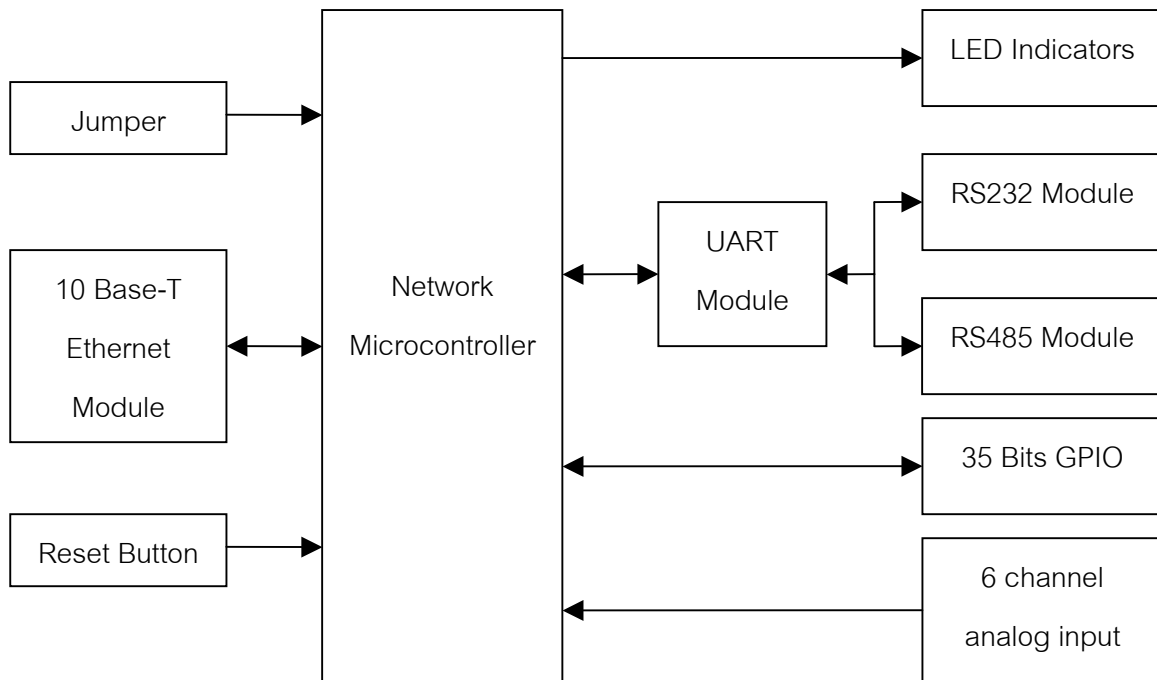 Jumper
10 Base-T
Ethernet
Module
Reset Button
Network
Microcontroller
UART
Module
LED Indicators
RS232 Module
RS485 Module
35 Bits GPIO
6 channel
analog input